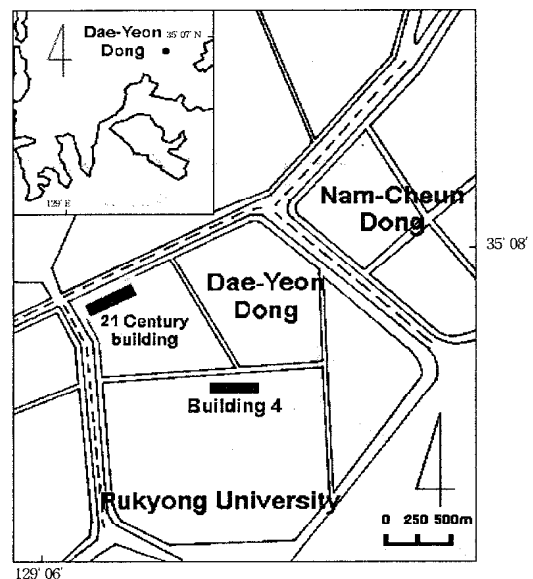 Dae-Yeon 35' 07' N
Dong
129' E
Nam-Cheun
Dong
35' 08'
Dae-Yeon
Dong
21 Century
building
Building 4
Pukyong University
0 250 500m
129' 06'